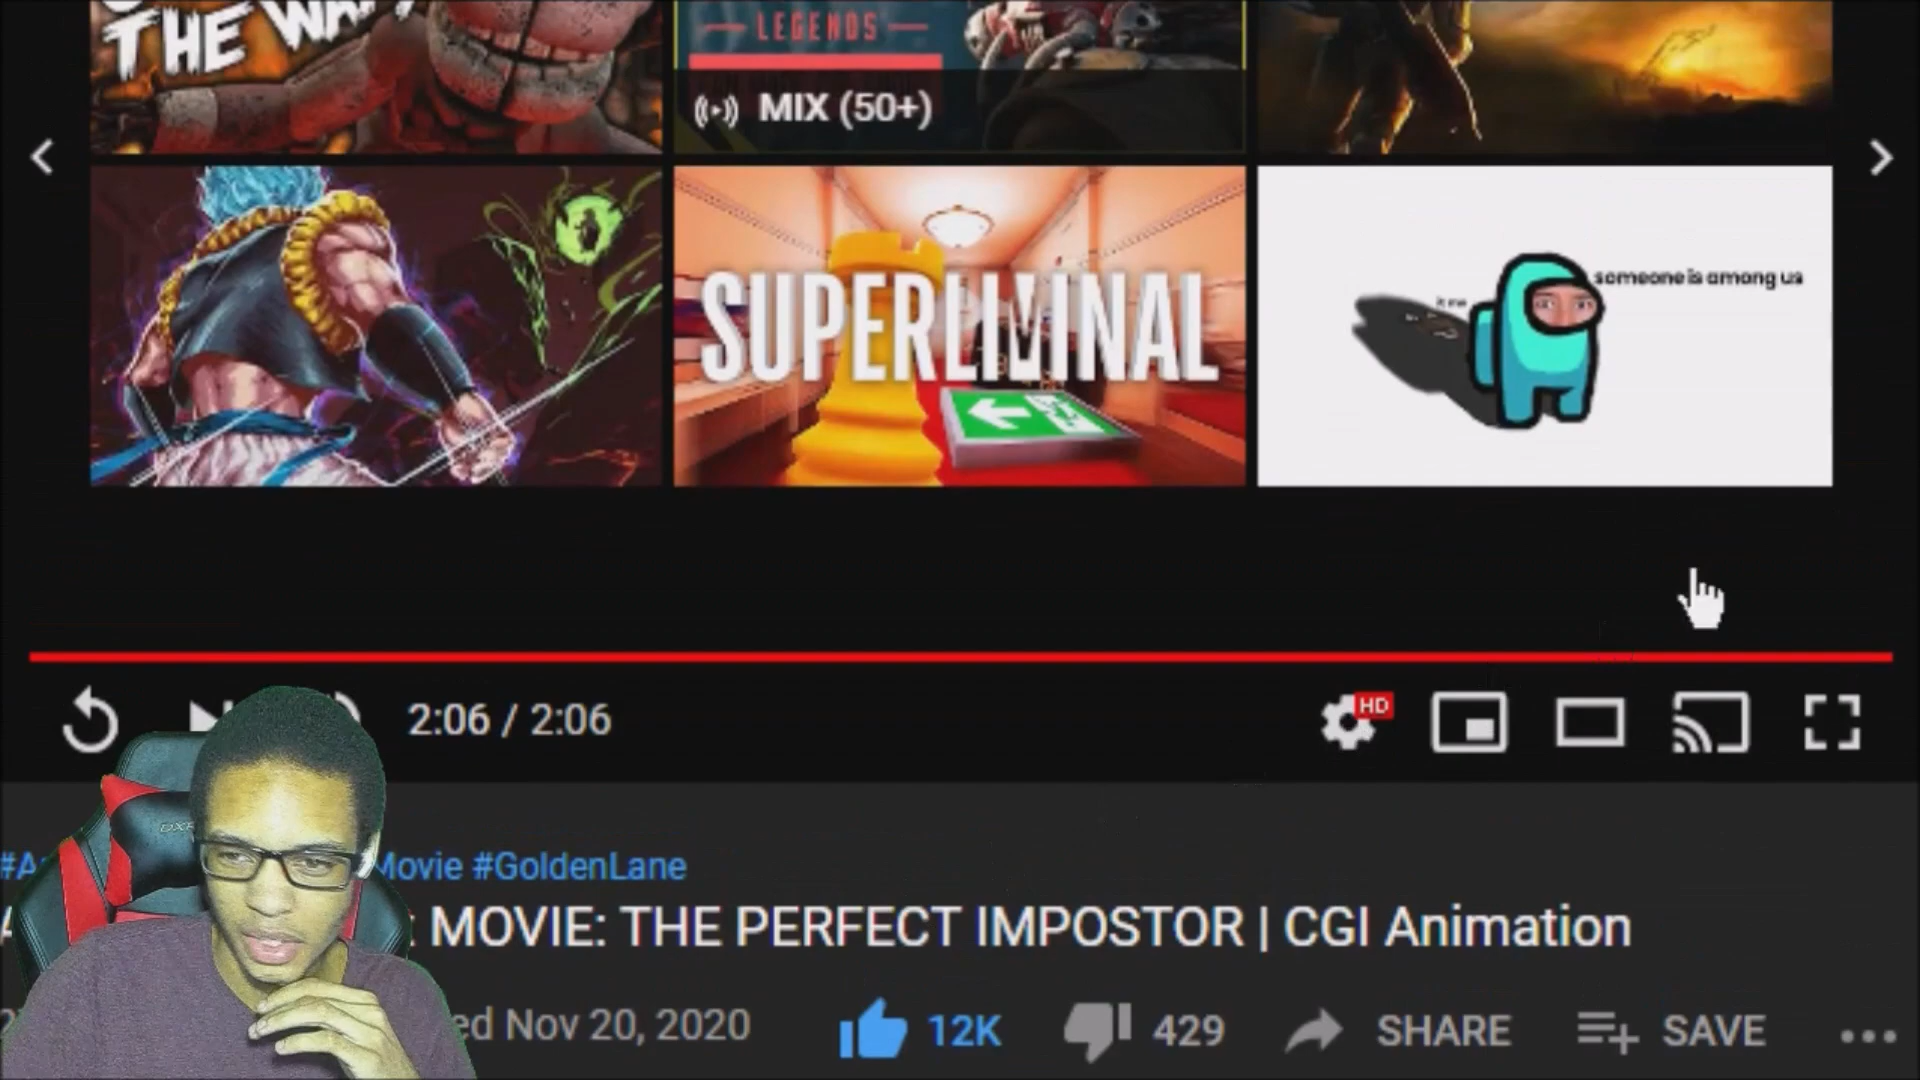 THE WA
LEGENDS
MIX (50+)
SUPERLIMINAL
someone is among us
2:06 / 2:06
HD
DXR
#A Movie #GoldenLane
: MOVIE: THE PERFECT IMPOSTOR | CGI Animation
ed Nov 20, 2020
12K
429
SHARE
SAVE